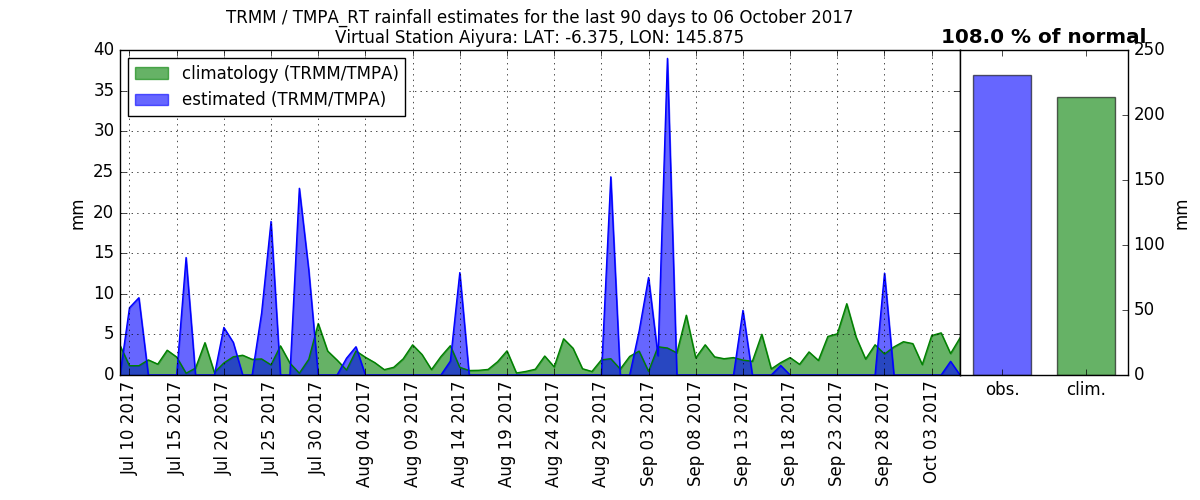 TRMM / TMPA_RT rainfall estimates for the last 90 days to 06 October 2017
Virtual Station Aiyura: LAT: -6.375, LON: 145.875
108.0 % of normal
climatology (TRMM/TMPA)
estimated (TRMM/TMPA)
40
35
30
25
20
15
10
5
0
mm
Jul 10 2017
Jul 15 2017
Jul 20 2017
Jul 25 2017
Jul 30 2017
Aug 04 2017
Aug 09 2017
Aug 14 2017
Aug 19 2017
Aug 24 2017
Aug 29 2017
Sep 03 2017
Sep 08 2017
Sep 13 2017
Sep 18 2017
Sep 23 2017
Sep 28 2017
Oct 03 2017
250
200
150
100
50
0
mm
obs.
clim.